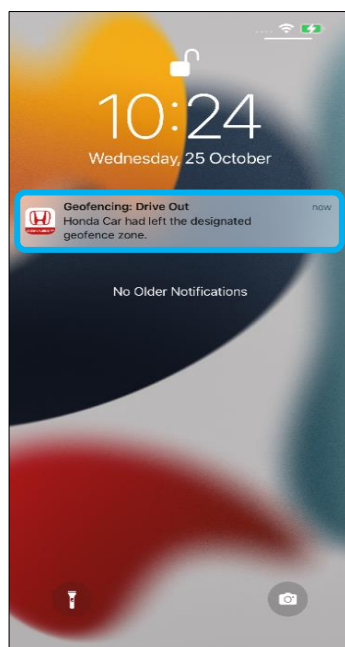 10:24
Wednesday, 25 October
Geofencing: Drive Out now
Honda Car had left the designated
geofence zone.
No Older Notifications